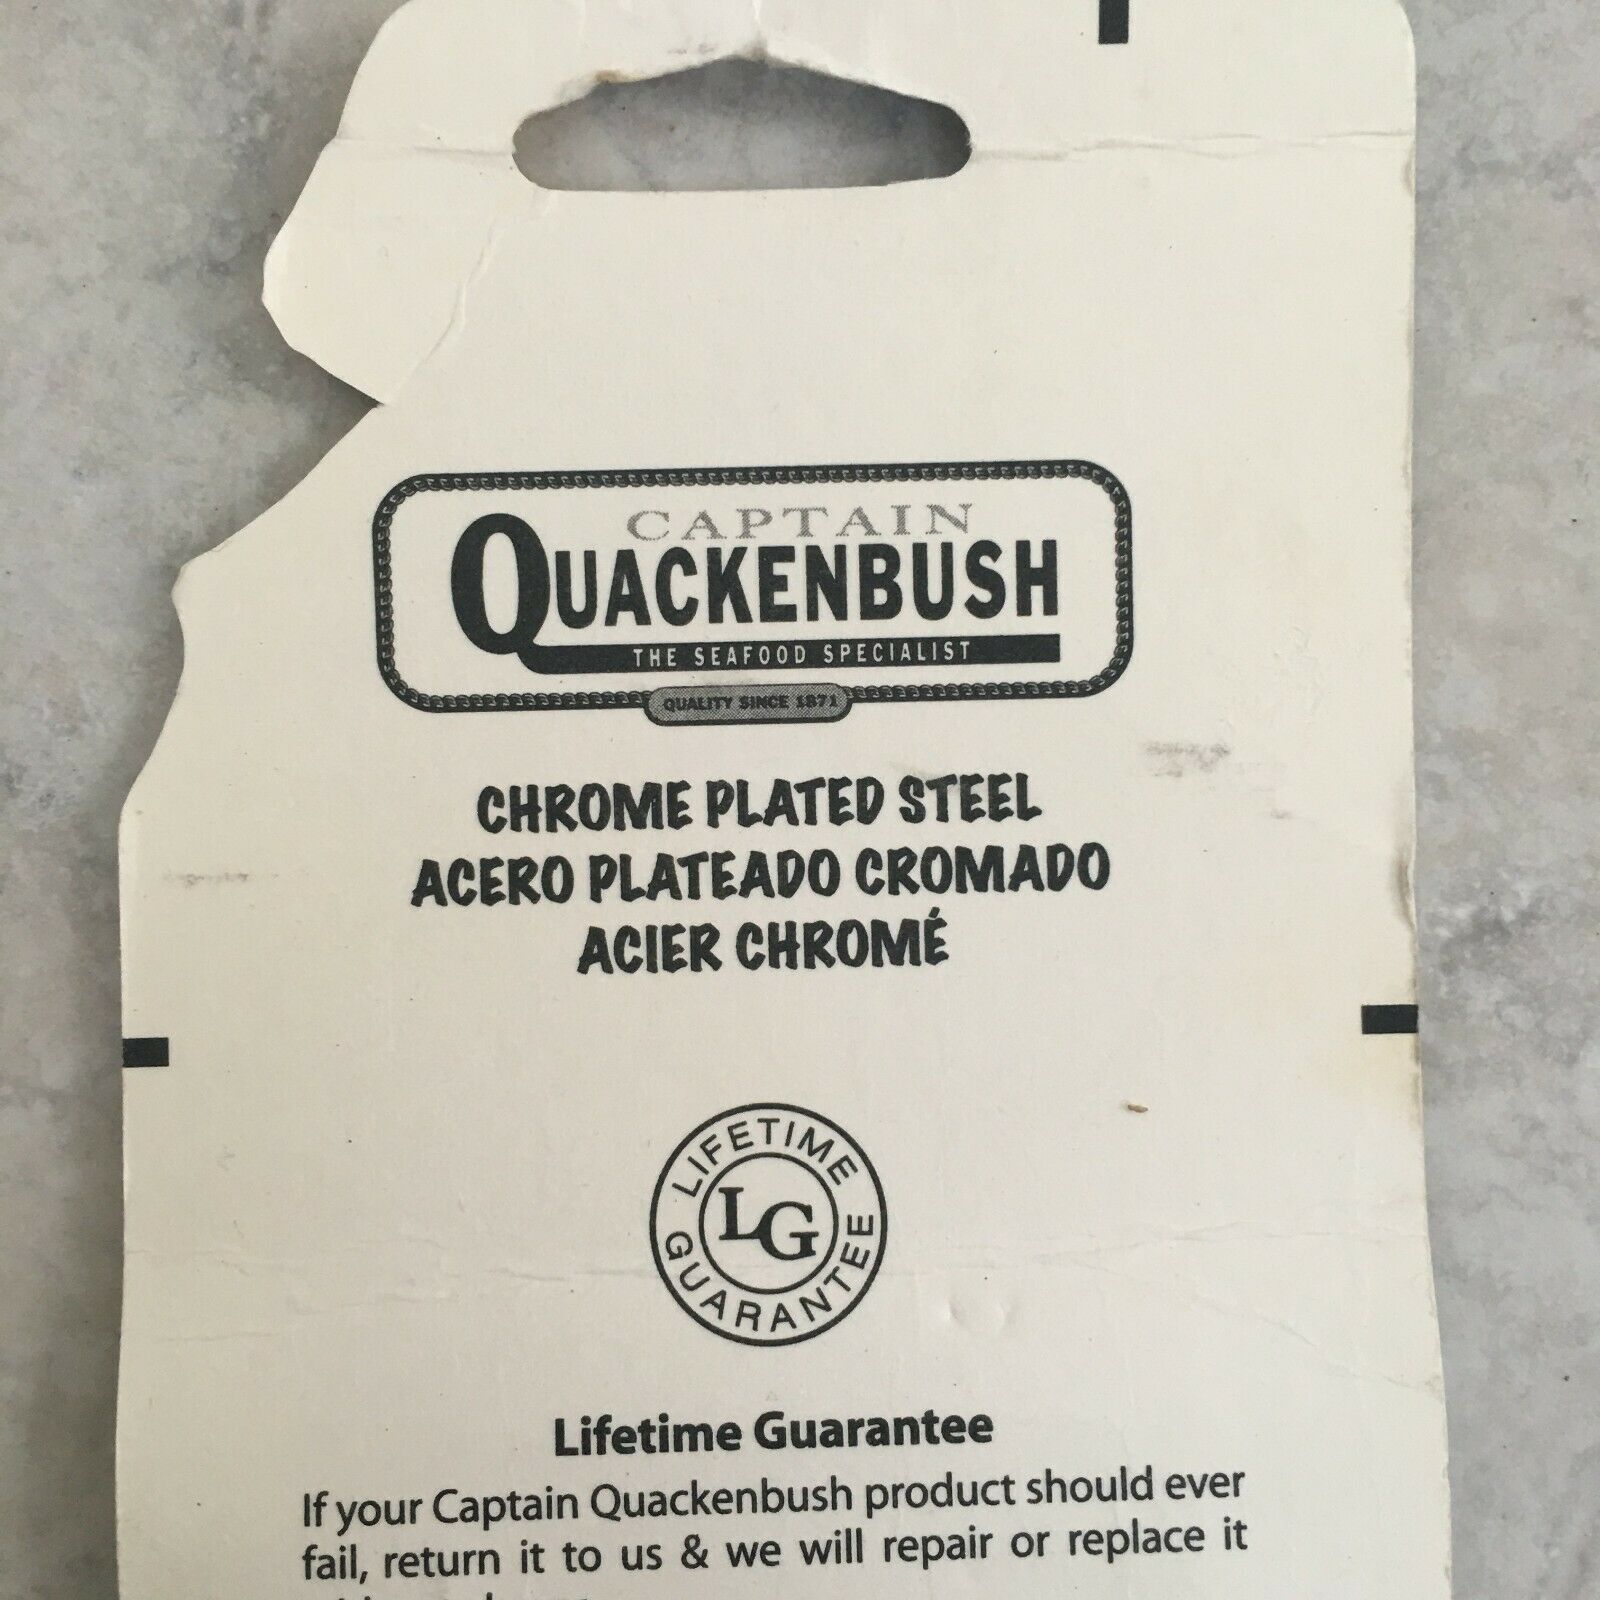 CAPTAIN
QUACKENBUSH
THE SEAFOOD SPECIALIST
QUALITY SINCE 1871
CHROME PLATED STEEL
ACERO PLATEADO CROMADO
ACIER CHROMÉ
LIFETIME
LG
GUARANTEE
Lifetime Guarantee
If your Captain Quackenbush product should ever
fail, return it to us & we will repair or replace it